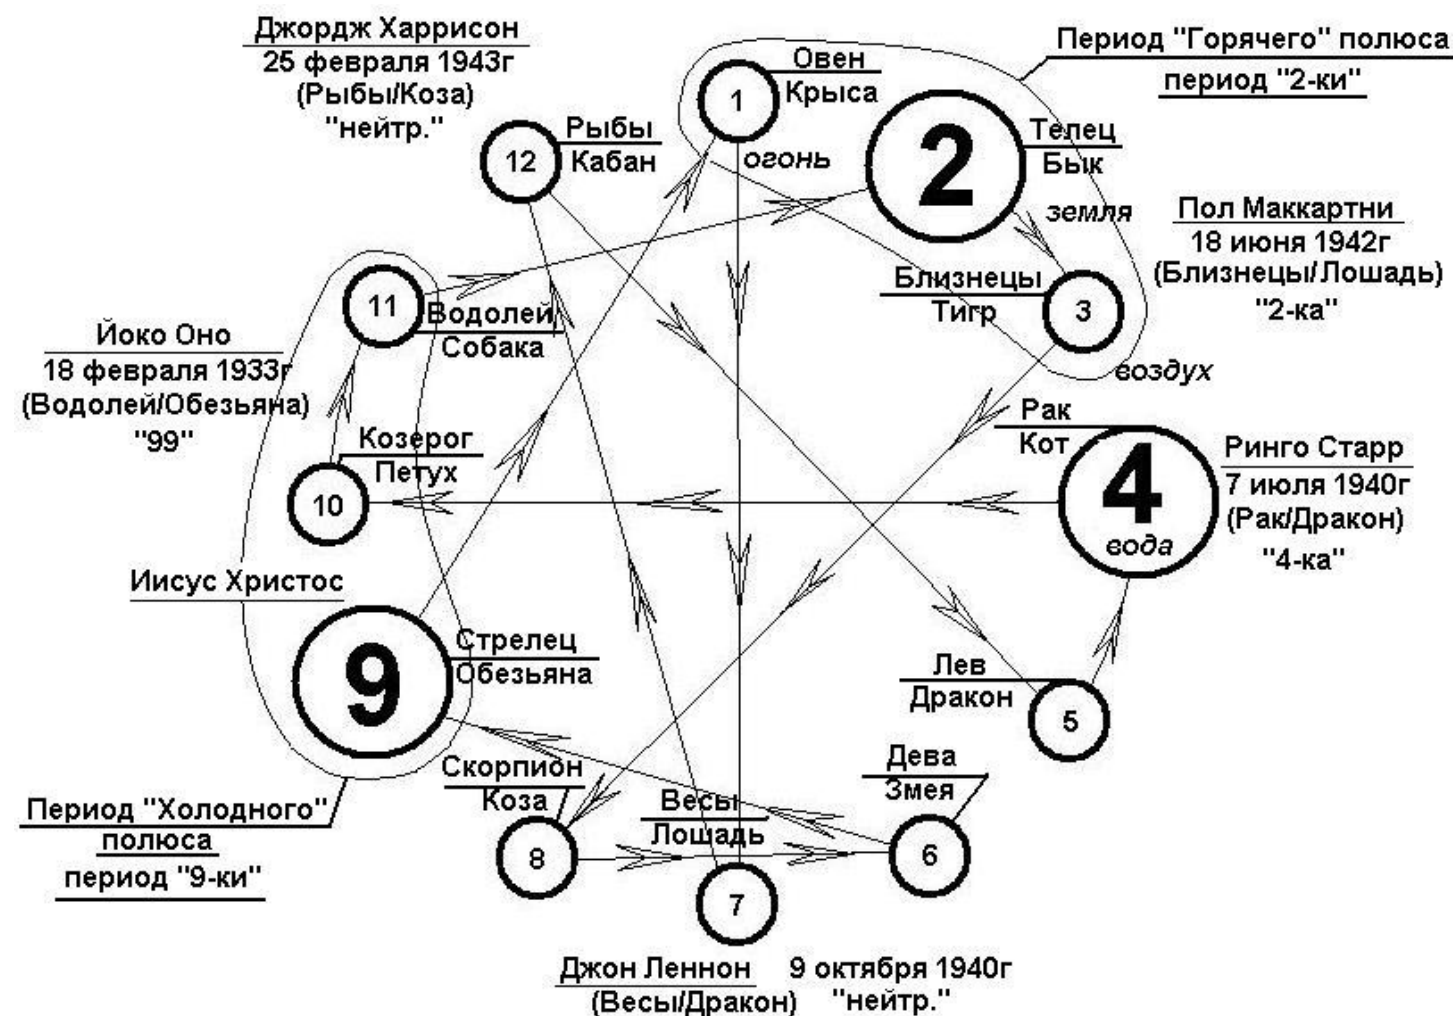 Джордж Харрисон
25 февраля 1943г
(Рыбы/Коза)
"нейтр."
Овен
Крыса
1
огонь
Период "Горячего" полюса
период "2-ки"
Рыбы
Кабан
12
2
Телец
Бык
земля
Пол Маккартни
18 июня 1942г
(Близнецы/Лошадь)
"2-ка"
Близнецы
Тигр
3
воздух
11
Водолей
Собака
Йоко Оно
18 февраля 1933г
(Водолей/Обезьяна)
"99"
Козерог
Петух
10
Рак
Кот
4
вода
Ринго Старр
7 июля 1940г
(Рак/Дракон)
"4-ка"
Иисус Христос
9
Стрелец
Обезьяна
Лев
Дракон
5
Период "Холодного"
полюса
период "9-ки"
Скорпион
Коза
8
Весы
Лошадь
7
Дева
Змея
6
Джон Леннон 9 октября 1940г
(Весы/Дракон) "нейтр."